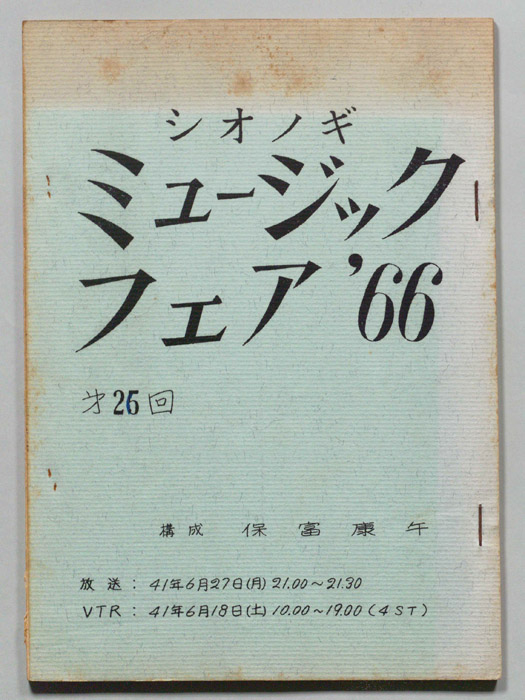 シオノギ
ミュージック
フェア '66
才26回
構成 保富康午
放送: 41年6月27日(月) 21.00～21.30
VTR: 41年6月18日(土) 10.00～19.00 (4ST)